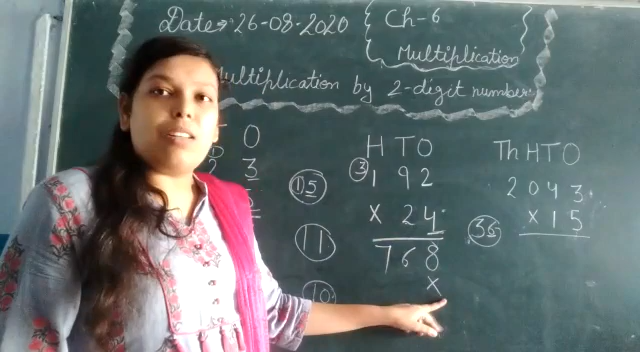 Date→ 26-08-2020
Ch-6
Multiplication
Multiplication by 2-digit number
O
3
15
11
10
H T O
3
1 9 2
× 2 4
7 6 8
×
Th H T O
2 0 4 3
× 1 5
36